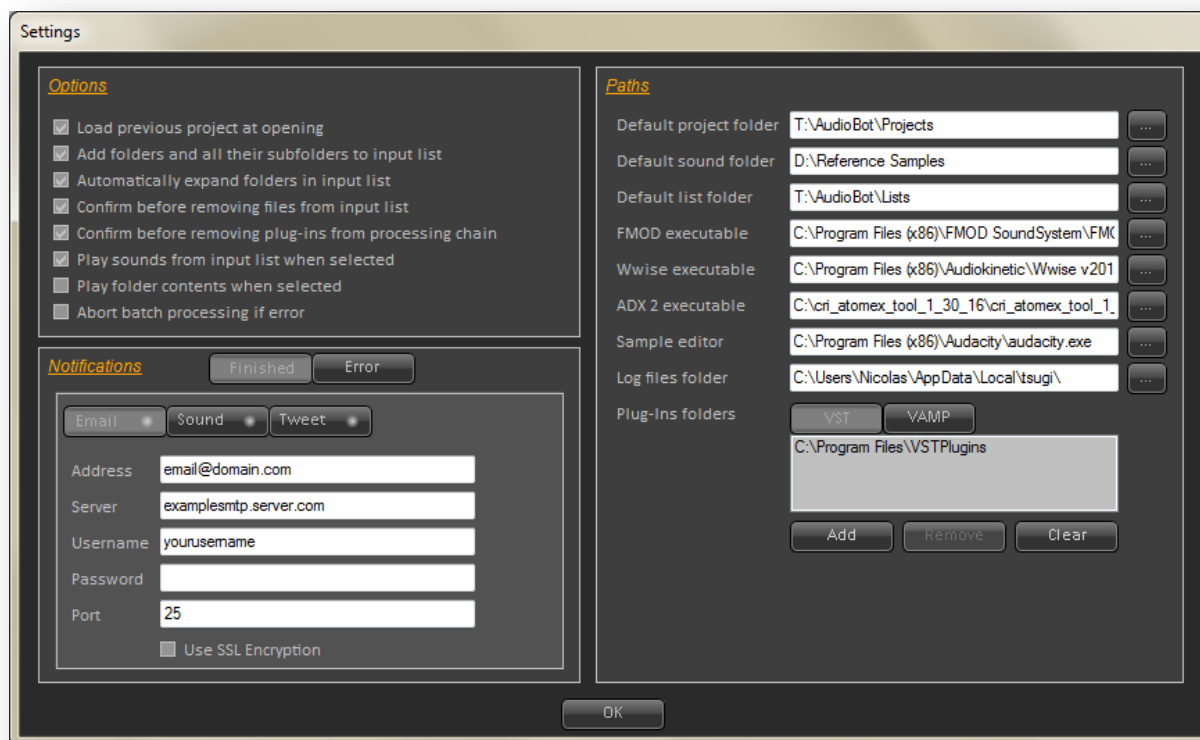 Settings
Options
Load previous project at opening
Add folders and all their subfolders to input list
Automatically expand folders in input list
Confirm before removing files from input list
Confirm before removing plug-ins from processing chain
Play sounds from input list when selected
Play folder contents when selected
Abort batch processing if error
Notifications
Finished Error
Email Sound Tweet
Address email@domain.com
Server examplesmtp.server.com
Username yourusername
Password
Port 25
Use SSL Encryption
Paths
Default project folder T:\AudioBot\Projects ...
Default sound folder D:\Reference Samples ...
Default list folder T:\AudioBot\Lists ...
FMOD executable C:\Program Files (x86)\FMOD SoundSystem\FMO ...
Wwise executable C:\Program Files (x86)\Audiokinetic\Wwise v201 ...
ADX 2 executable C:\cri_atomex_tool_1_30_16\cri_atomex_tool_1_ ...
Sample editor C:\Program Files (x86)\Audacity\audacity.exe ...
Log files folder C:\Users\Nicolas\AppData\Local\tsugi\ ...
Plug-Ins folders VST VAMP
C:\Program Files\VSTPlugins
Add Remove Clear
OK